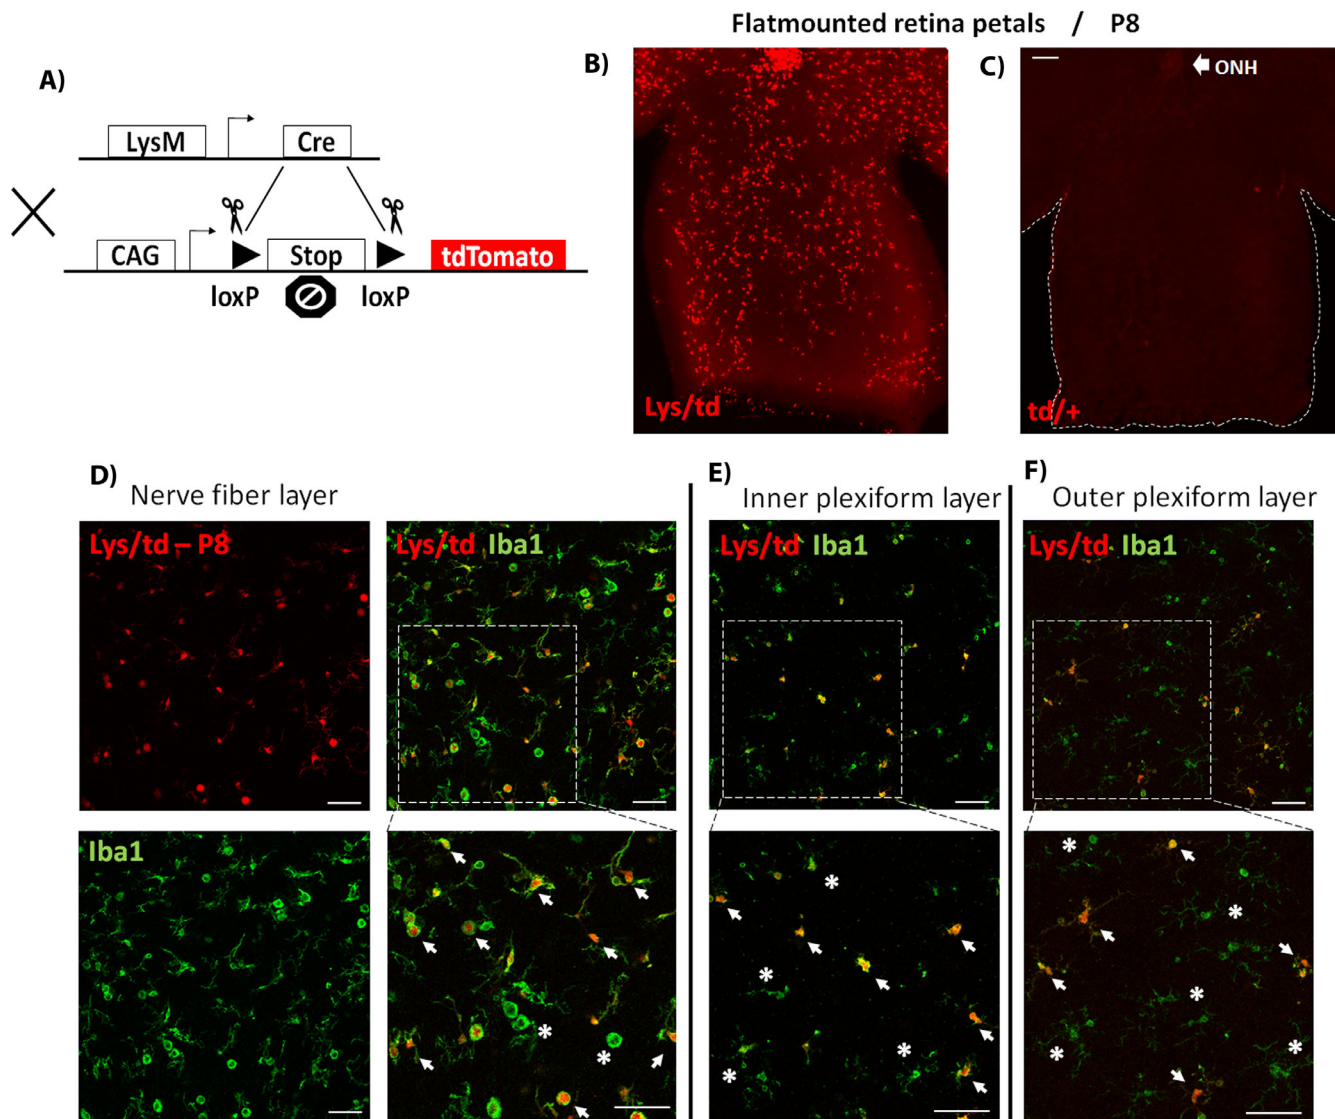 Flatmounted retina petals / P8
A)
LysM
Cre
CAG
Stop
tdTomato
loxP
loxP
B)
Lys/td
C)
ONH
td/+
D)
Nerve fiber layer
Lys/td – P8
Lys/td Iba1
Iba1
E)
Inner plexiform layer
Lys/td Iba1
F)
Outer plexiform layer
Lys/td Iba1